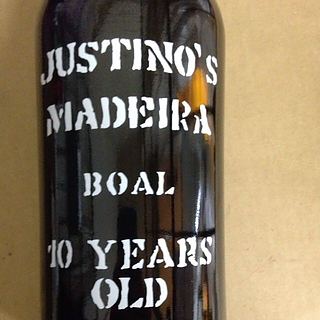 JUSTINO'S
MADEIRA
BOAL
10 YEARS
OLD